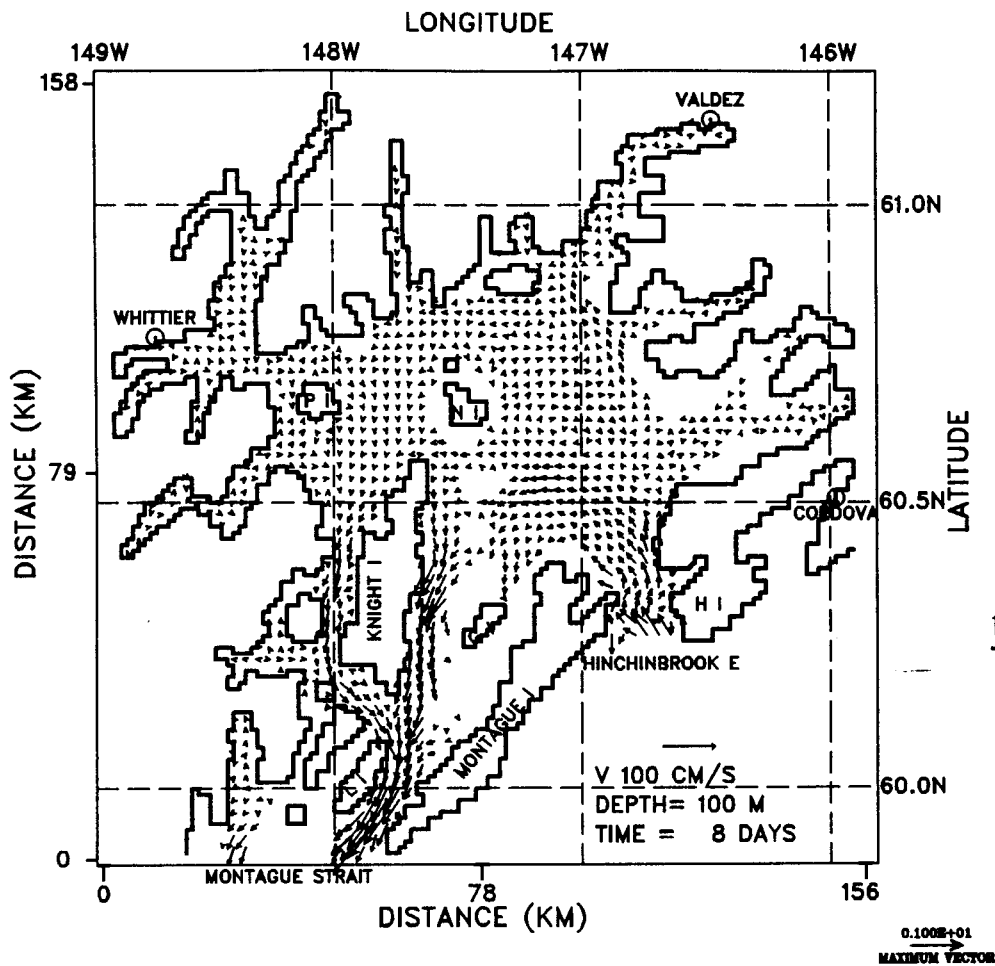 LONGITUDE
149W 148W 147W 146W
158
VALDEZ
61.0N
WHITTIER
P I
N I
DISTANCE (KM)
79
LATITUDE
60.5N
CORDOVA
KNIGHT I
H I
HINCHINBROOK E
MONTAGUE I
L I
V 100 CM/S
DEPTH= 100 M
TIME = 8 DAYS
60.0N
0
MONTAGUE STRAIT
0 78 156
DISTANCE (KM)
0.100E+01
MAXIMUM VECTOR